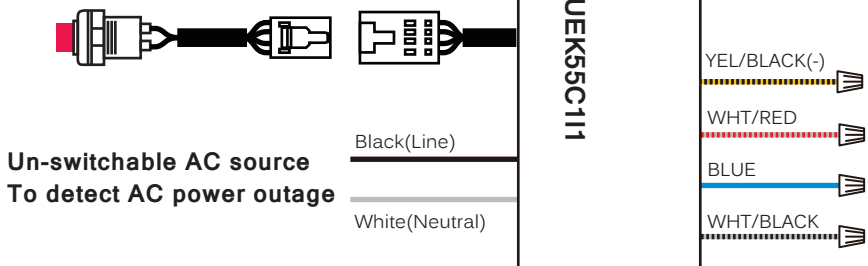 UEK55C1I1
YEL/BLACK(-)
WHT/RED
Black(Line)
Un-switchable AC source
To detect AC power outage
BLUE
White(Neutral)
WHT/BLACK